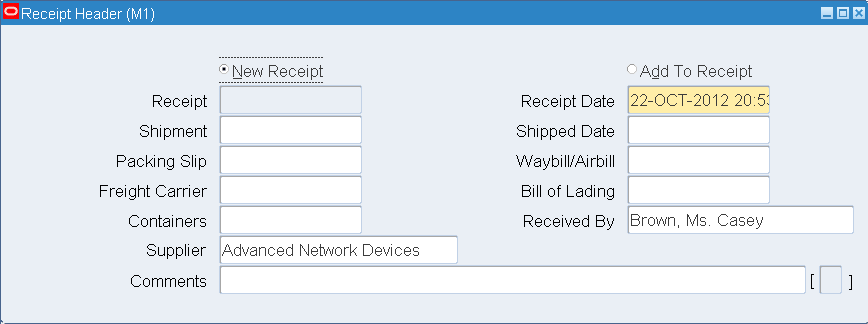 Receipt Header (M1)
New Receipt Add To Receipt
Receipt Receipt Date 22-OCT-2012 20:53
Shipment Shipped Date
Packing Slip Waybill/Airbill
Freight Carrier Bill of Lading
Containers Received By Brown, Ms. Casey
Supplier Advanced Network Devices
Comments [ ]